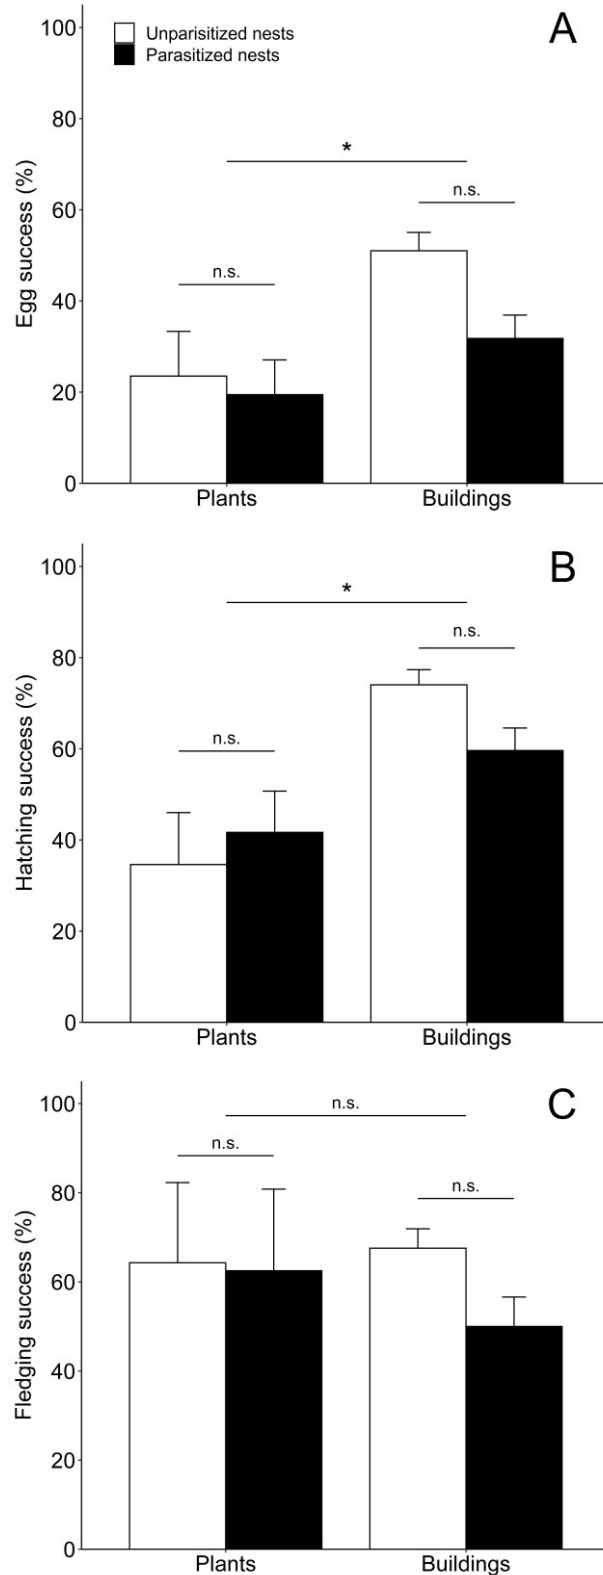 A
Unparisitized nests
Parasitized nests
Egg success (%)
100
80
60
40
20
0
*
n.s.
n.s.
Plants
Buildings
B
Hatching success (%)
100
80
60
40
20
0
*
n.s.
n.s.
Plants
Buildings
C
Fledging success (%)
100
80
60
40
20
0
n.s.
n.s.
n.s.
Plants
Buildings